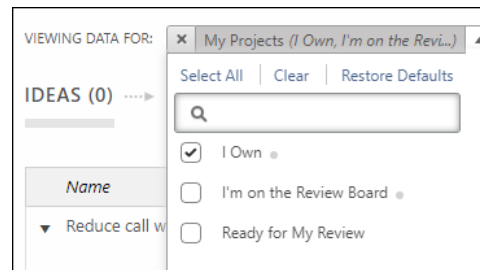 VIEWING DATA FOR:
My Projects (I Own, I'm on the Revi...)
Select All Clear Restore Defaults
IDEAS (0)
I Own
I'm on the Review Board
Name
Reduce call w
Ready for My Review